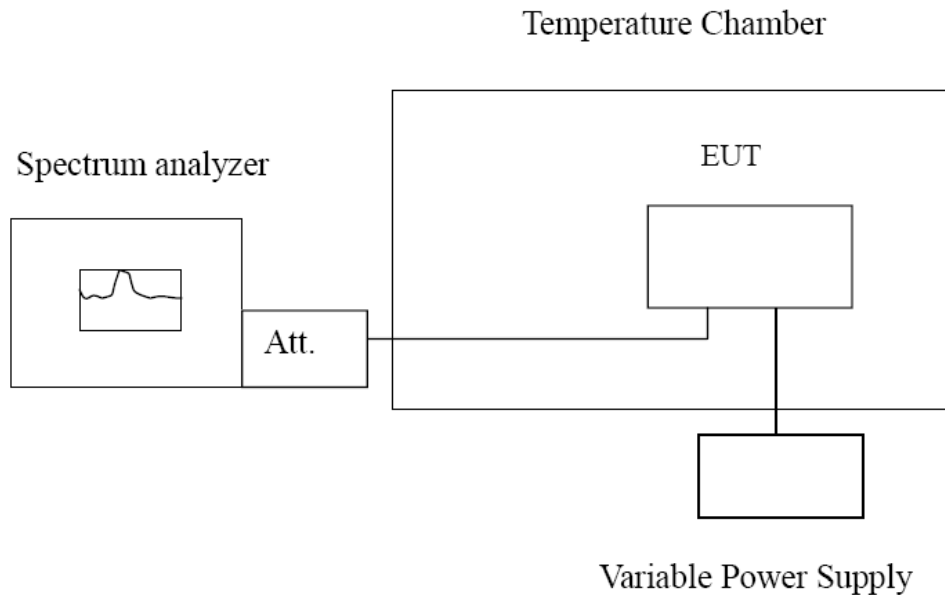 Temperature Chamber
Spectrum analyzer
EUT
Att.
Variable Power Supply